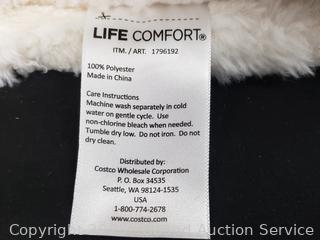 LIFE COMFORT®
ITM. / ART. 1796192
100% Polyester
Made in China
Care Instructions
Machine wash separately in cold
water on gentle cycle. Use
non-chlorine bleach when needed.
Tumble dry low. Do not iron. Do not
dry clean.
Distributed by:
Costco Wholesale Corporation
P. O. Box 34535
Seattle, WA 98124-1535
USA
1-800-774-2678
www.costco.com
Auction Service